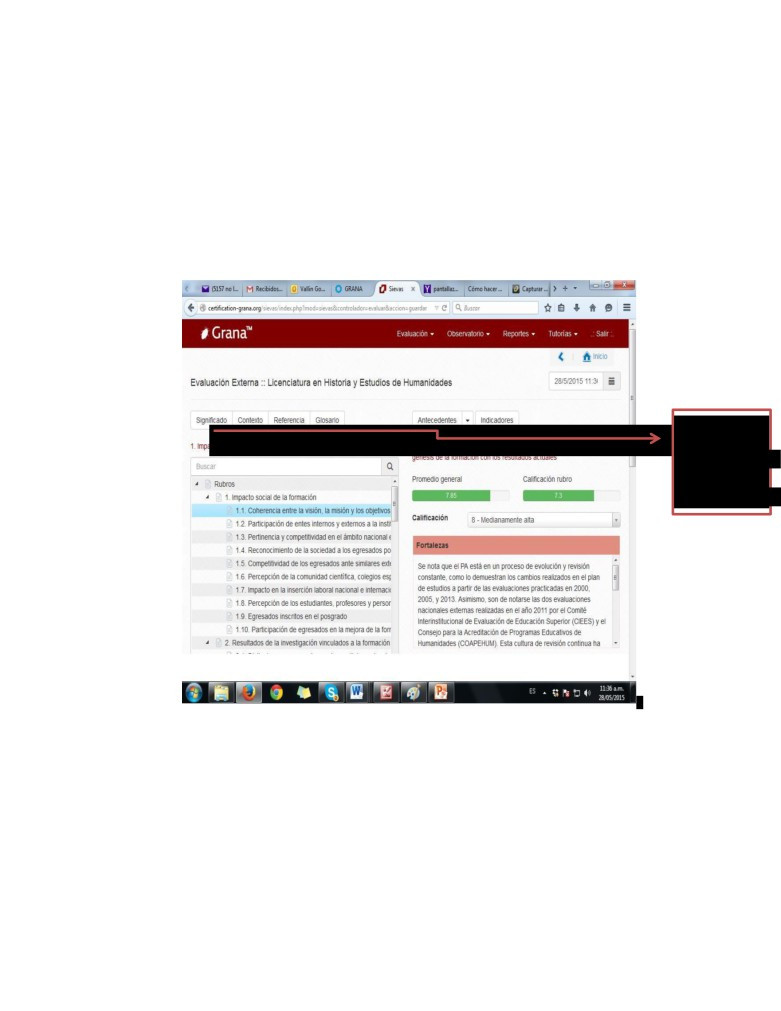 (5157 no l...
Recibidos...
Vallín Go...
GRANA
Sievas
x
pantallas...
Cómo hacer ...
Capturar ...
certification-grana.org/sievas/index.php?mod=sievas&controlador=evaluar&accion=guardar
Buscar
Grana™
Evaluación
Observatorio
Reportes
Tutorías
.: Salir :.
Inicio
Evaluación Externa :: Licenciatura en Historia y Estudios de Humanidades
28/5/2015 11:3
Significado
Contexto
Referencia
Glosario
Antecedentes
Indicadores
1. Impa
génesis de la formación con los resultados actuales
Buscar
Rubros
1. Impacto social de la formación
1.1. Coherencia entre la visión, la misión y los objetivos
1.2. Participación de entes internos y externos a la instit
1.3. Pertinencia y competitividad en el ámbito nacional e
1.4. Reconocimiento de la sociedad a los egresados po
1.5. Competitividad de los egresados ante similares exte
1.6. Percepción de la comunidad científica, colegios esp
1.7. Impacto en la inserción laboral nacional e internacio
1.8. Percepción de los estudiantes, profesores y person
1.9. Egresados inscritos en el posgrado
1.10. Participación de egresados en la mejora de la form
2. Resultados de la investigación vinculados a la formación
Promedio general
Calificación rubro
7.85
7.3
Calificación
8 - Medianamente alta
Fortalezas
Se nota que el PA está en un proceso de evolución y revisión
constante, como lo demuestran los cambios realizados en el plan
de estudios a partir de las evaluaciones practicadas en 2000,
2005, y 2013. Asimismo, son de notarse las dos evaluaciones
nacionales externas realizadas en el año 2011 por el Comité
Interinstitucional de Evaluación de Educación Superior (CIEES) y el
Consejo para la Acreditación de Programas Educativos de
Humanidades (COAPEHUM). Esta cultura de revisión continua ha
ES
11:36 a.m.
28/05/2015